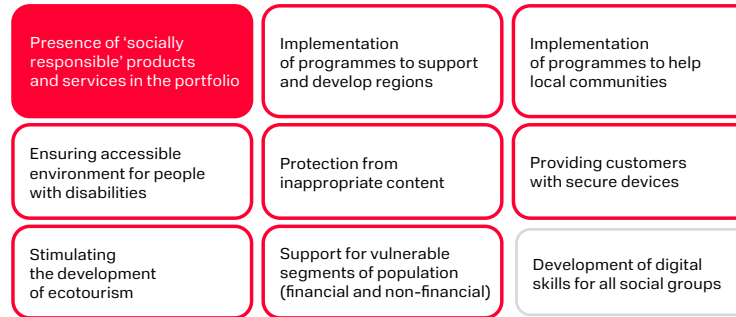 Presence of ‘socially
responsible’ products
and services in the portfolio
Implementation
of programmes to support
and develop regions
Implementation
of programmes to help
local communities
Ensuring accessible
environment for people
with disabilities
Protection from
inappropriate content
Providing customers
with secure devices
Stimulating
the development
of ecotourism
Support for vulnerable
segments of population
(financial and non-financial)
Development of digital
skills for all social groups